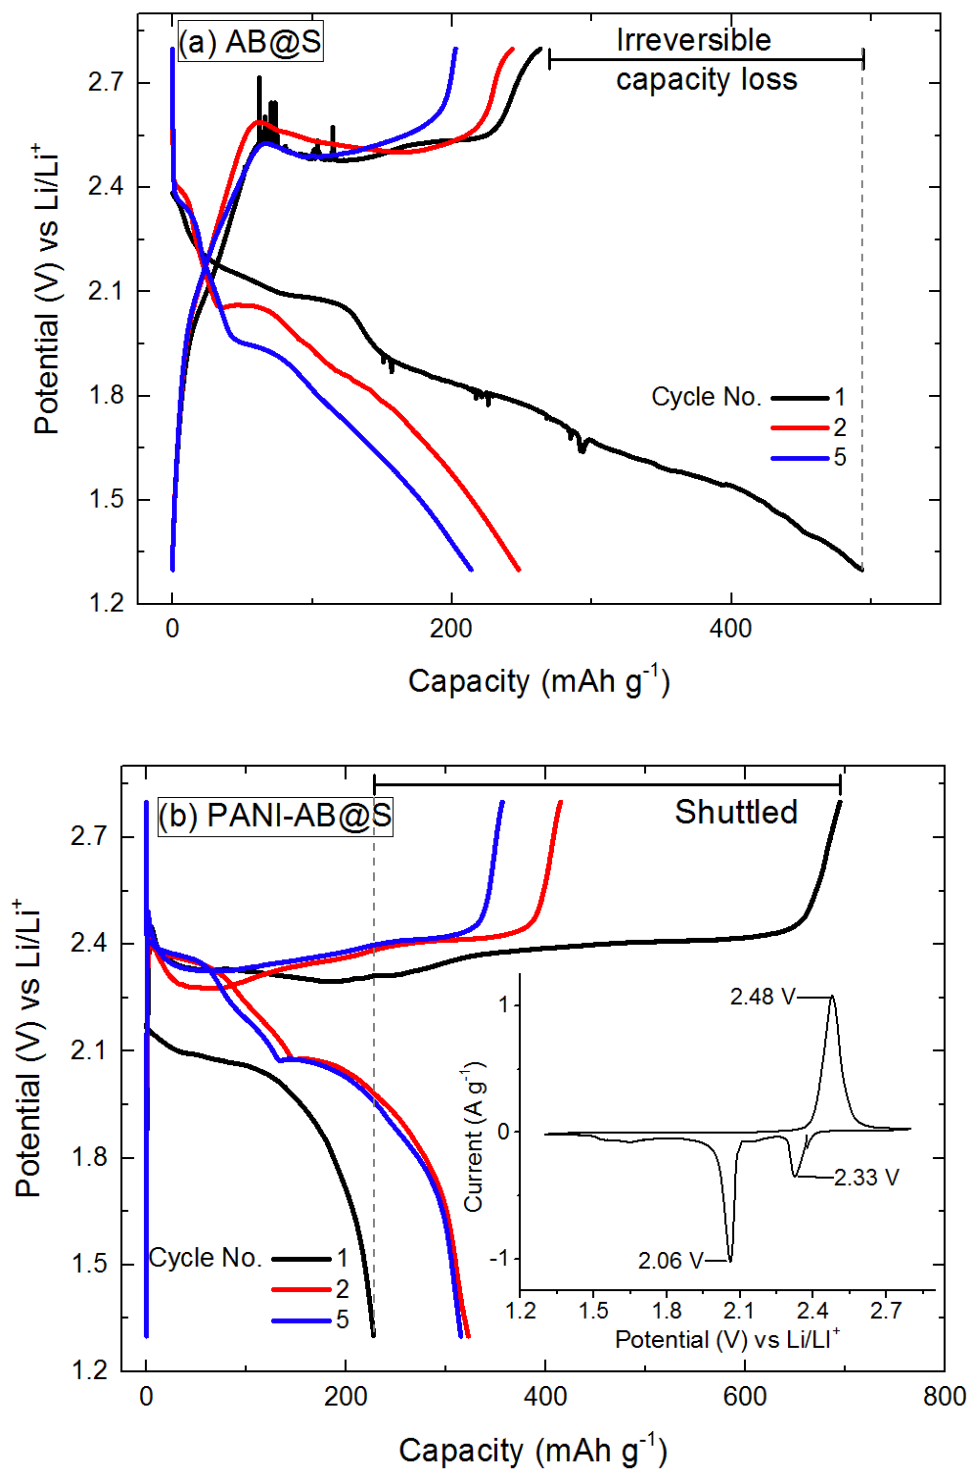 (a) AB@S
Irreversible
capacity loss
2.7
2.4
2.1
1.8
1.5
1.2
Potential (V) vs Li/Li⁺
Cycle No.
1
2
5
0
200
400
Capacity (mAh g⁻¹)
(b) PANI-AB@S
Shuttled
2.7
2.4
2.1
1.8
1.5
1.2
Potential (V) vs Li/LI⁺
Cycle No.
1
2
5
2.48 V
2.33 V
2.06 V
1
0
-1
Current (A g⁻¹)
1.2 1.5 1.8 2.1 2.4 2.7
Potential (V) vs Li/LI⁺
0 200 400 600 800
Capacity (mAh g⁻¹)